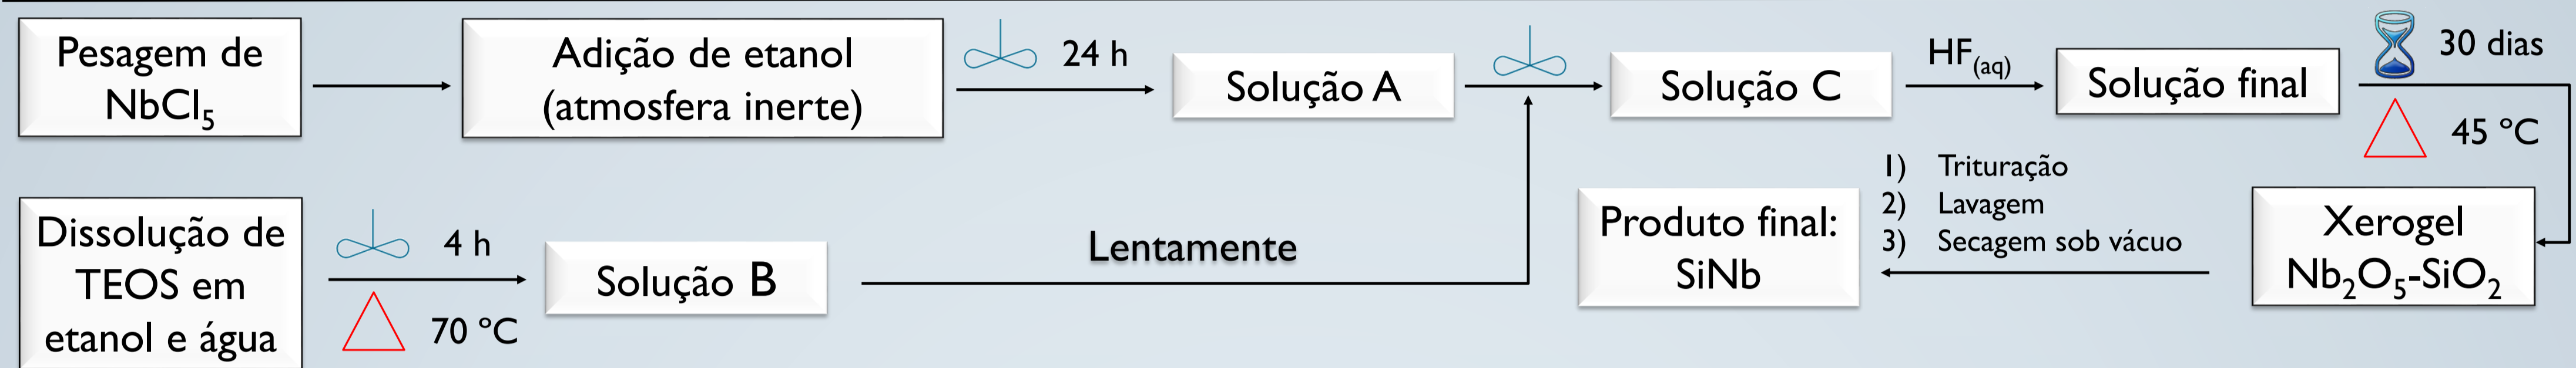 Pesagem de
NbCl₅
Adição de etanol
(atmosfera inerte)
24 h
Solução A
Solução C
HF₍aq₎
Solução final
30 dias
45 ºC
Dissolução de
TEOS em
etanol e água
4 h
70 ºC
Solução B
Lentamente
Produto final:
SiNb
1) Trituração
2) Lavagem
3) Secagem sob vácuo
Xerogel
Nb₂O₅-SiO₂